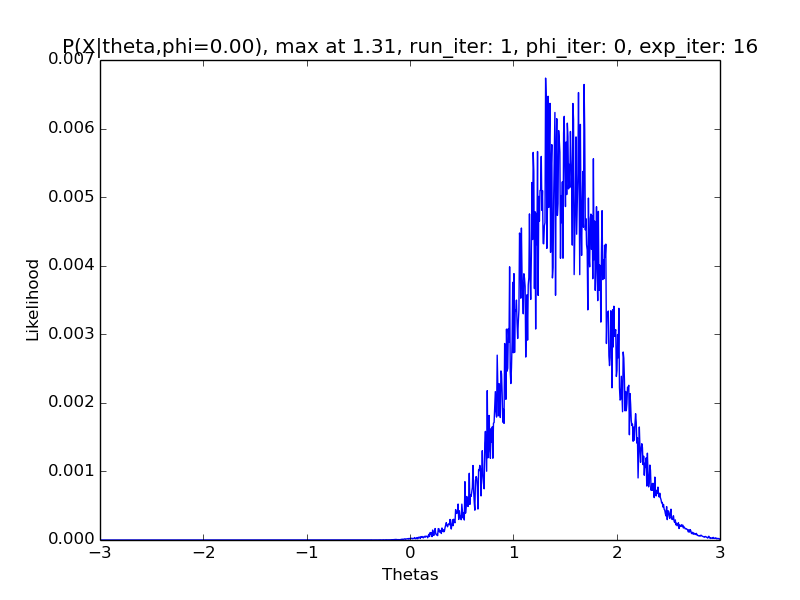 P(X|theta,phi=0.00), max at 1.31, run_iter: 1, phi_iter: 0, exp_iter: 16
0.007
0.006
0.005
0.004
0.003
0.002
0.001
0.000
Likelihood
−3 −2 −1 0 1 2 3
Thetas